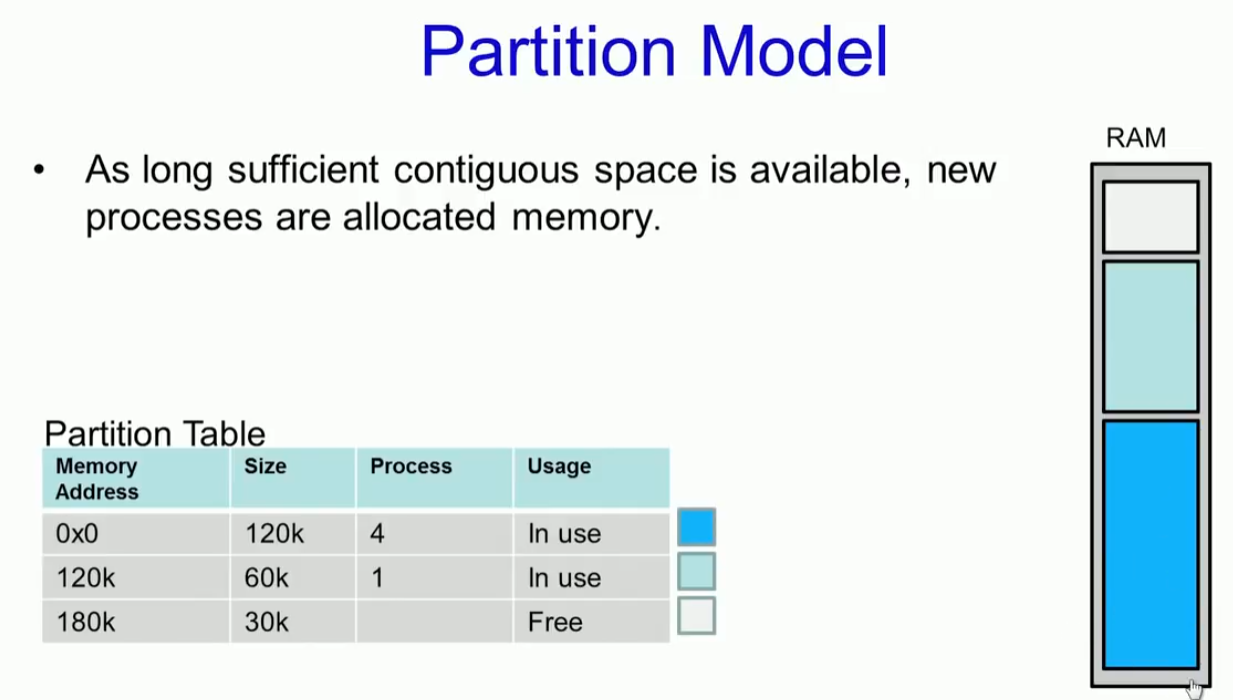 Partition Model
RAM
• As long sufficient contiguous space is available, new
processes are allocated memory.
Partition Table
Memory Address Size Process Usage
0x0 120k 4 In use
120k 60k 1 In use
180k 30k Free